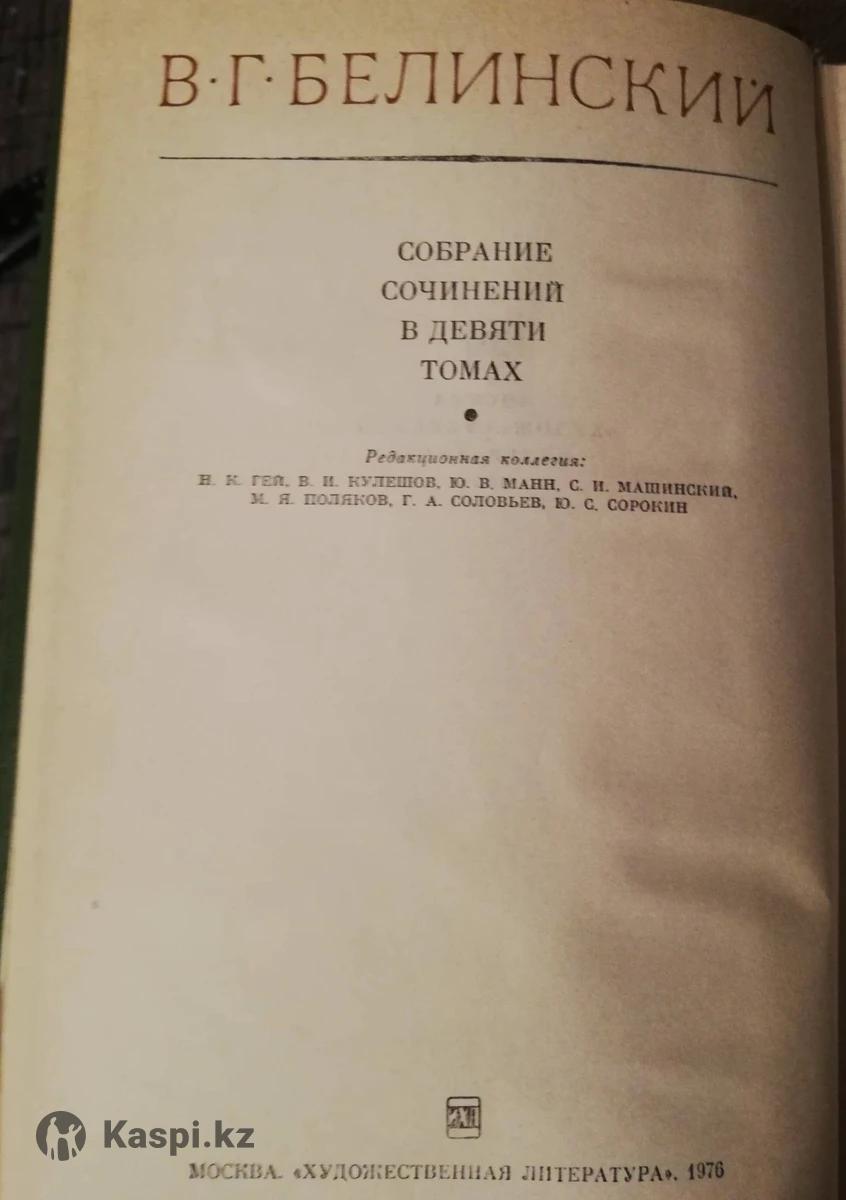 В·Г·БЕЛИНСКИЙ
СОБРАНИЕ
СОЧИНЕНИЙ
В ДЕВЯТИ
ТОМАХ
Редакционная коллегия:
Н. К. ГЕЙ, В. И. КУЛЕШОВ, Ю. В. МАНН, С. И. МАШИНСКИЙ,
М. Я. ПОЛЯКОВ, Г. А. СОЛОВЬЕВ, Ю. С. СОРОКИН
Kaspi.kz
МОСКВА. «ХУДОЖЕСТВЕННАЯ ЛИТЕРАТУРА», 1976